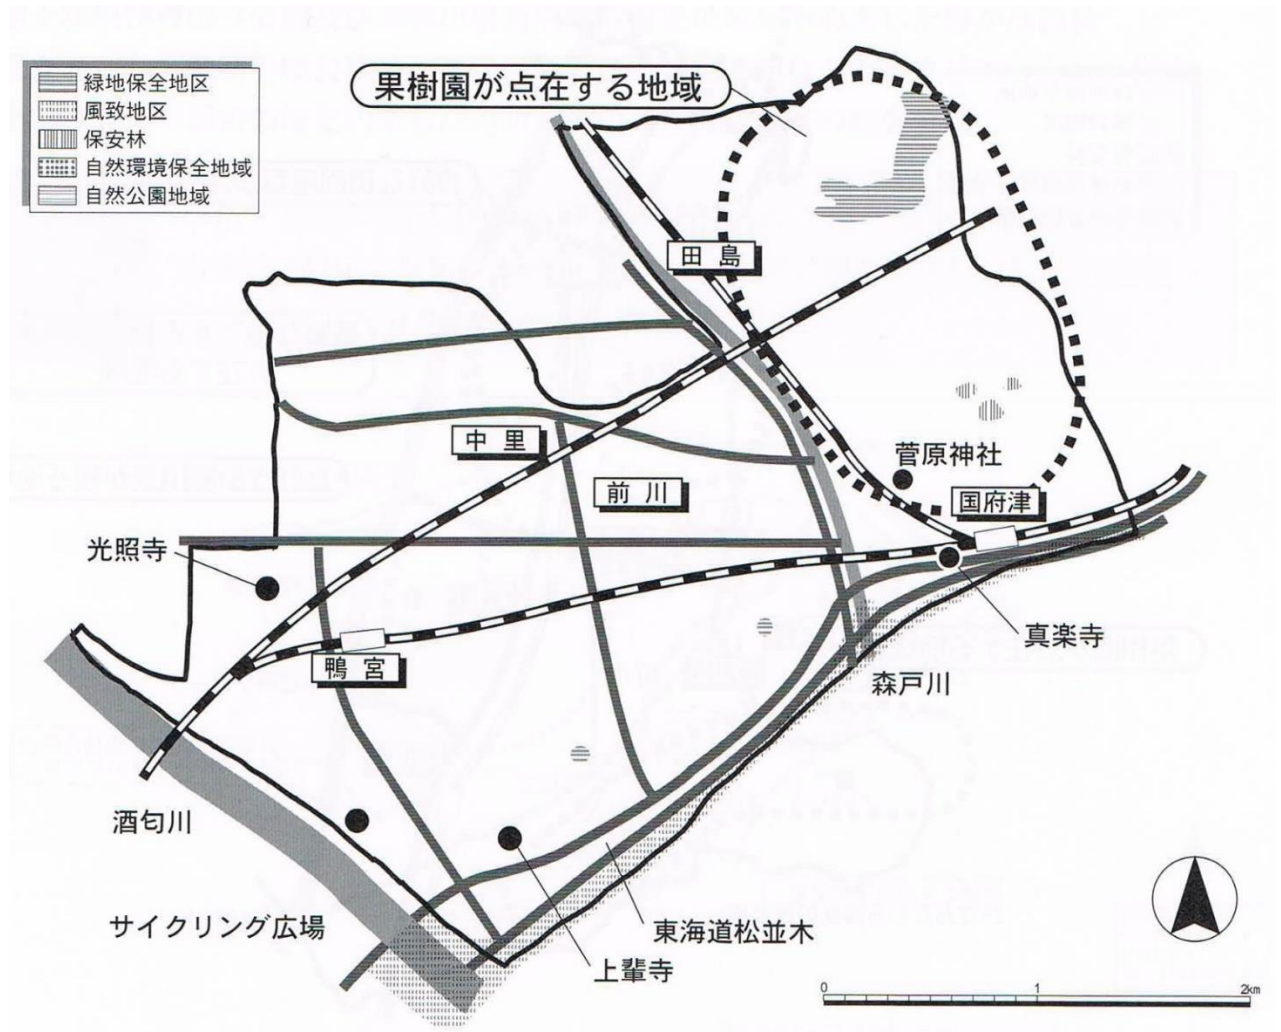 緑地保全地区
風致地区
保安林
自然環境保全地域
自然公園地域
果樹園が点在する地域
田島
中里
前川
菅原神社
国府津
光照寺
鴨宮
真楽寺
森戸川
酒匂川
サイクリング広場
東海道松並木
上輩寺
0 1 2km